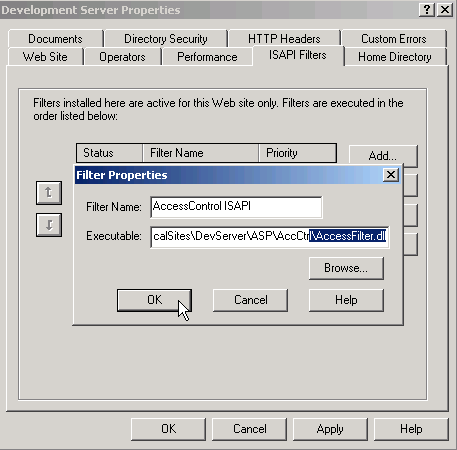 Development Server Properties
Documents Directory Security HTTP Headers Custom Errors
Web Site Operators Performance ISAPI Filters Home Directory
Filters installed here are active for this Web site only. Filters are executed in the
order listed below:
Status Filter Name Priority Add...
Filter Properties
Filter Name: AccessControl ISAPI
Executable: calSites\DevServer\ASP\AccCtrl\AccessFilter.dll
Browse...
OK Cancel Help
OK Cancel Apply Help